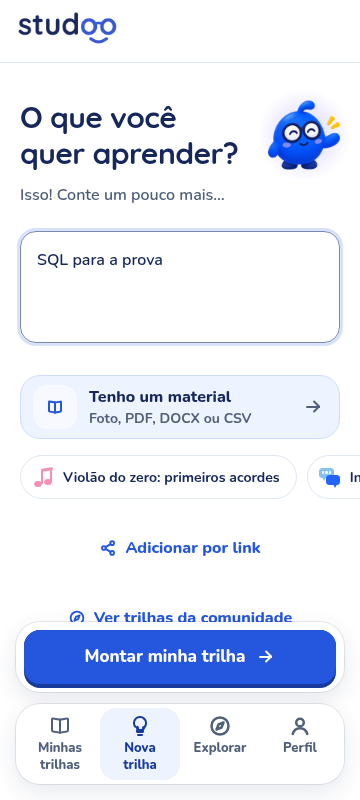 studoo
O que você
quer aprender?
Isso! Conte um pouco mais...
SQL para a prova
Tenho um material
Foto, PDF, DOCX ou CSV
Violão do zero: primeiros acordes
Adicionar por link
Ver trilhas da comunidade
Montar minha trilha
Minhas
trilhas
Nova
trilha
Explorar
Perfil